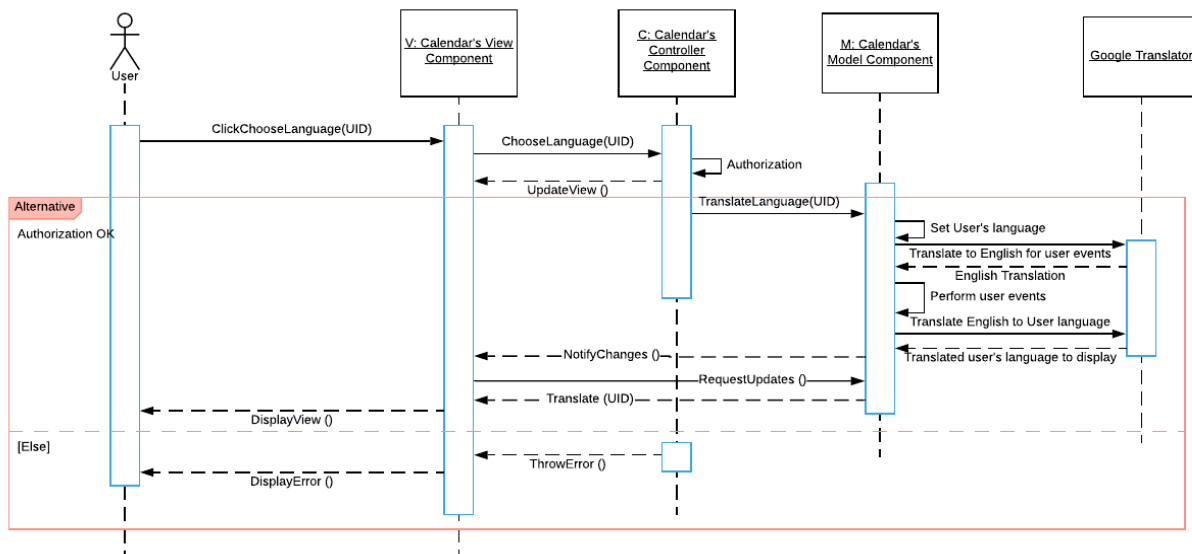 V: Calendar's View
Component
C: Calendar's
Controller
Component
M: Calendar's
Model Component
Google Translator
User
ClickChooseLanguage(UID)
ChooseLanguage(UID)
Authorization
UpdateView ()
Alternative
TranslateLanguage(UID)
Authorization OK
Set User's language
Translate to English for user events
English Translation
Perform user events
Translate English to User language
NotifyChanges ()
Translated user's language to display
RequestUpdates ()
Translate (UID)
DisplayView ()
[Else]
ThrowError ()
DisplayError ()